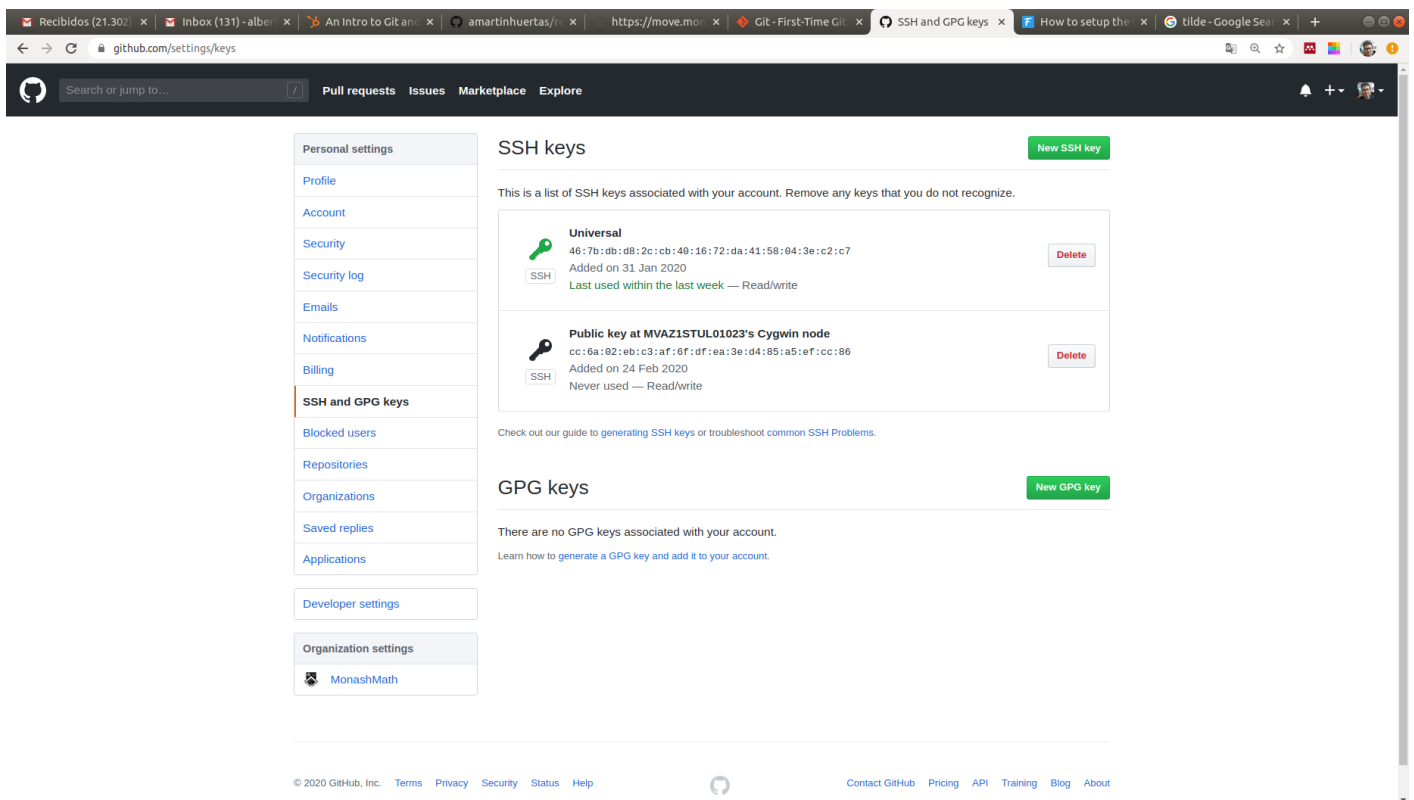 Recibidos (21.302)
Inbox (131) - alber
An Intro to Git and
amartinhuertas/re
https://move.mon
Git - First-Time Git
SSH and GPG keys
How to setup the
tilde - Google Sear
github.com/settings/keys
Search or jump to…
/
Pull requests Issues Marketplace Explore
Personal settings
Profile
Account
Security
Security log
Emails
Notifications
Billing
SSH and GPG keys
Blocked users
Repositories
Organizations
Saved replies
Applications
Developer settings
Organization settings
MonashMath
SSH keys
New SSH key
This is a list of SSH keys associated with your account. Remove any keys that you do not recognize.
Universal
46:7b:db:d8:2c:cb:40:16:72:da:41:58:04:3e:c2:c7
Added on 31 Jan 2020
Last used within the last week — Read/write
SSH
Delete
Public key at MVAZ1STUL01023's Cygwin node
cc:6a:02:eb:c3:af:6f:df:ea:3e:d4:85:a5:ef:cc:86
Added on 24 Feb 2020
Never used — Read/write
SSH
Delete
Check out our guide to generating SSH keys or troubleshoot common SSH Problems.
GPG keys
New GPG key
There are no GPG keys associated with your account.
Learn how to generate a GPG key and add it to your account.
© 2020 GitHub, Inc. Terms Privacy Security Status Help
Contact GitHub Pricing API Training Blog About